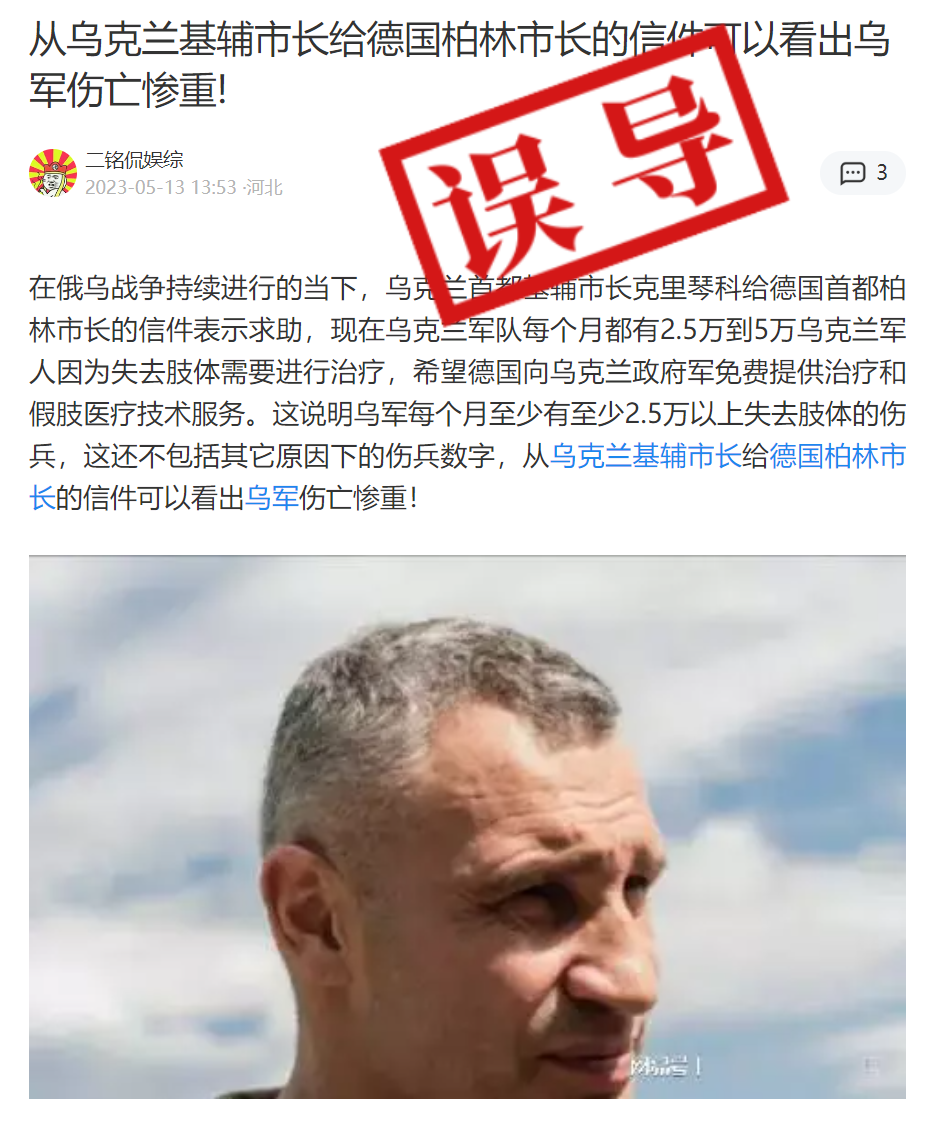 从乌克兰基辅市长给德国柏林市长的信件可以看出乌
军伤亡惨重!
误导
二铭侃娱综
2023-05-13 13:53 ·河北
3
在俄乌战争持续进行的当下，乌克兰首都基辅市长克里琴科给德国首都柏
林市长的信件表示求助，现在乌克兰军队每个月都有2.5万到5万乌克兰军
人因为失去肢体需要进行治疗，希望德国向乌克兰政府军免费提供治疗和
假肢医疗技术服务。这说明乌军每个月至少有至少2.5万以上失去肢体的伤
兵，这还不包括其它原因下的伤兵数字，从乌克兰基辅市长给德国柏林市
长的信件可以看出乌军伤亡惨重！